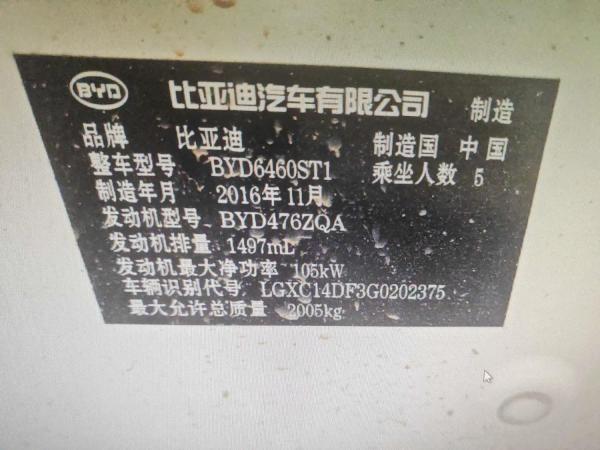 BYD 比亚迪汽车有限公司 制造
品牌 比亚迪 制造国 中国
整车型号 BYD6460ST1 乘坐人数 5
制造年月 2016年11月
发动机型号 BYD476ZQA
发动机排量 1497mL
发动机最大净功率 105kW
车辆识别代号 LGXC14DF3G0202375
最大允许总质量 2005kg